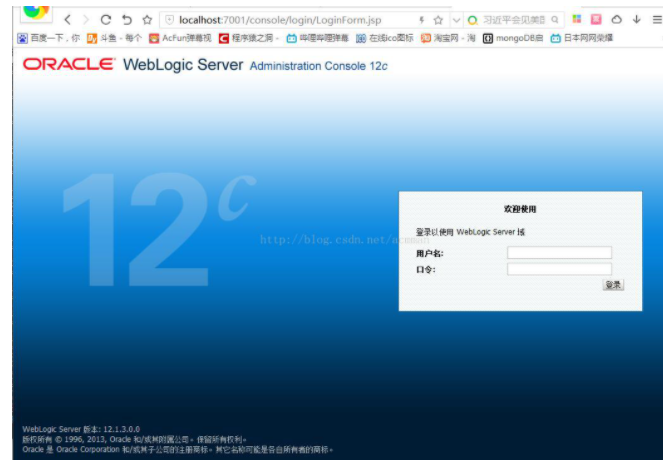 localhost:7001/console/login/LoginForm.jsp
习近平会见美
百度一下，你 斗鱼 - 每个 AcFun弹幕视 程序猿之洞 - 哔哩哔哩弹幕 在线ico图标 淘宝网 - 淘 mongoDB启 日本网网荣耀
ORACLE WebLogic Server Administration Console 12c
12c
欢迎使用
登录以使用 WebLogic Server 域
http://blog.csdn.net/
用户名:
口令:
登录
WebLogic Server 版本: 12.1.3.0.0
版权所有 © 1996, 2013, Oracle 和/或其附属公司。保留所有权利。
Oracle 是 Oracle Corporation 和/或其子公司的注册商标。其它名称可能是各自所有者的商标。